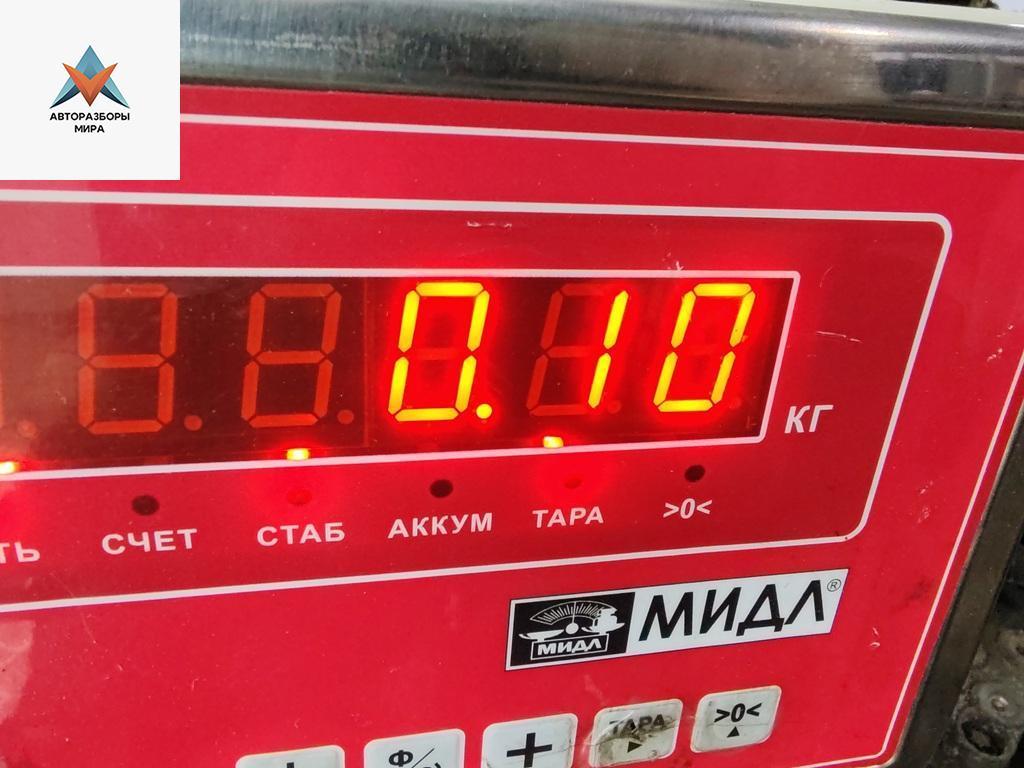 АВТОРАЗБОРЫ
МИРА
0.10
КГ
СЧЕТ СТАБ АККУМ ТАРА >0<
МИДЛ МИДЛ®
+ ТАРА >0<